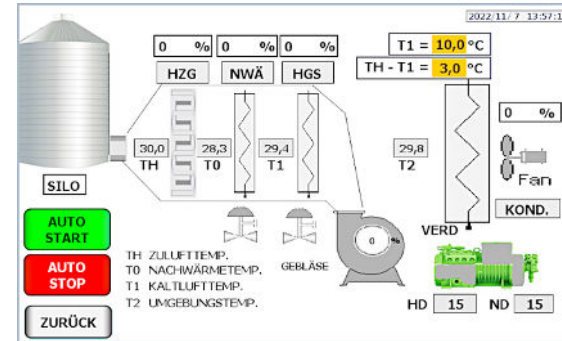 2022/11/ 7 13:57:1
0 % 0 % 0 %
T1 = 10,0 °C
TH - T1 = 3,0 °C
HZG NWÄ HGS
0 %
30,0 28,3 29,4 29,8
TH T0 T1 T2
Fan
SILO
KOND.
AUTO
START
VERD
0 %
AUTO
STOP
TH ZULUFTTEMP.
T0 NACHWÄRMETEMP.
T1 KALTLUFTTEMP.
T2 UMGEBUNGSTEMP.
GEBLÄSE
HD 15 ND 15
ZURÜCK